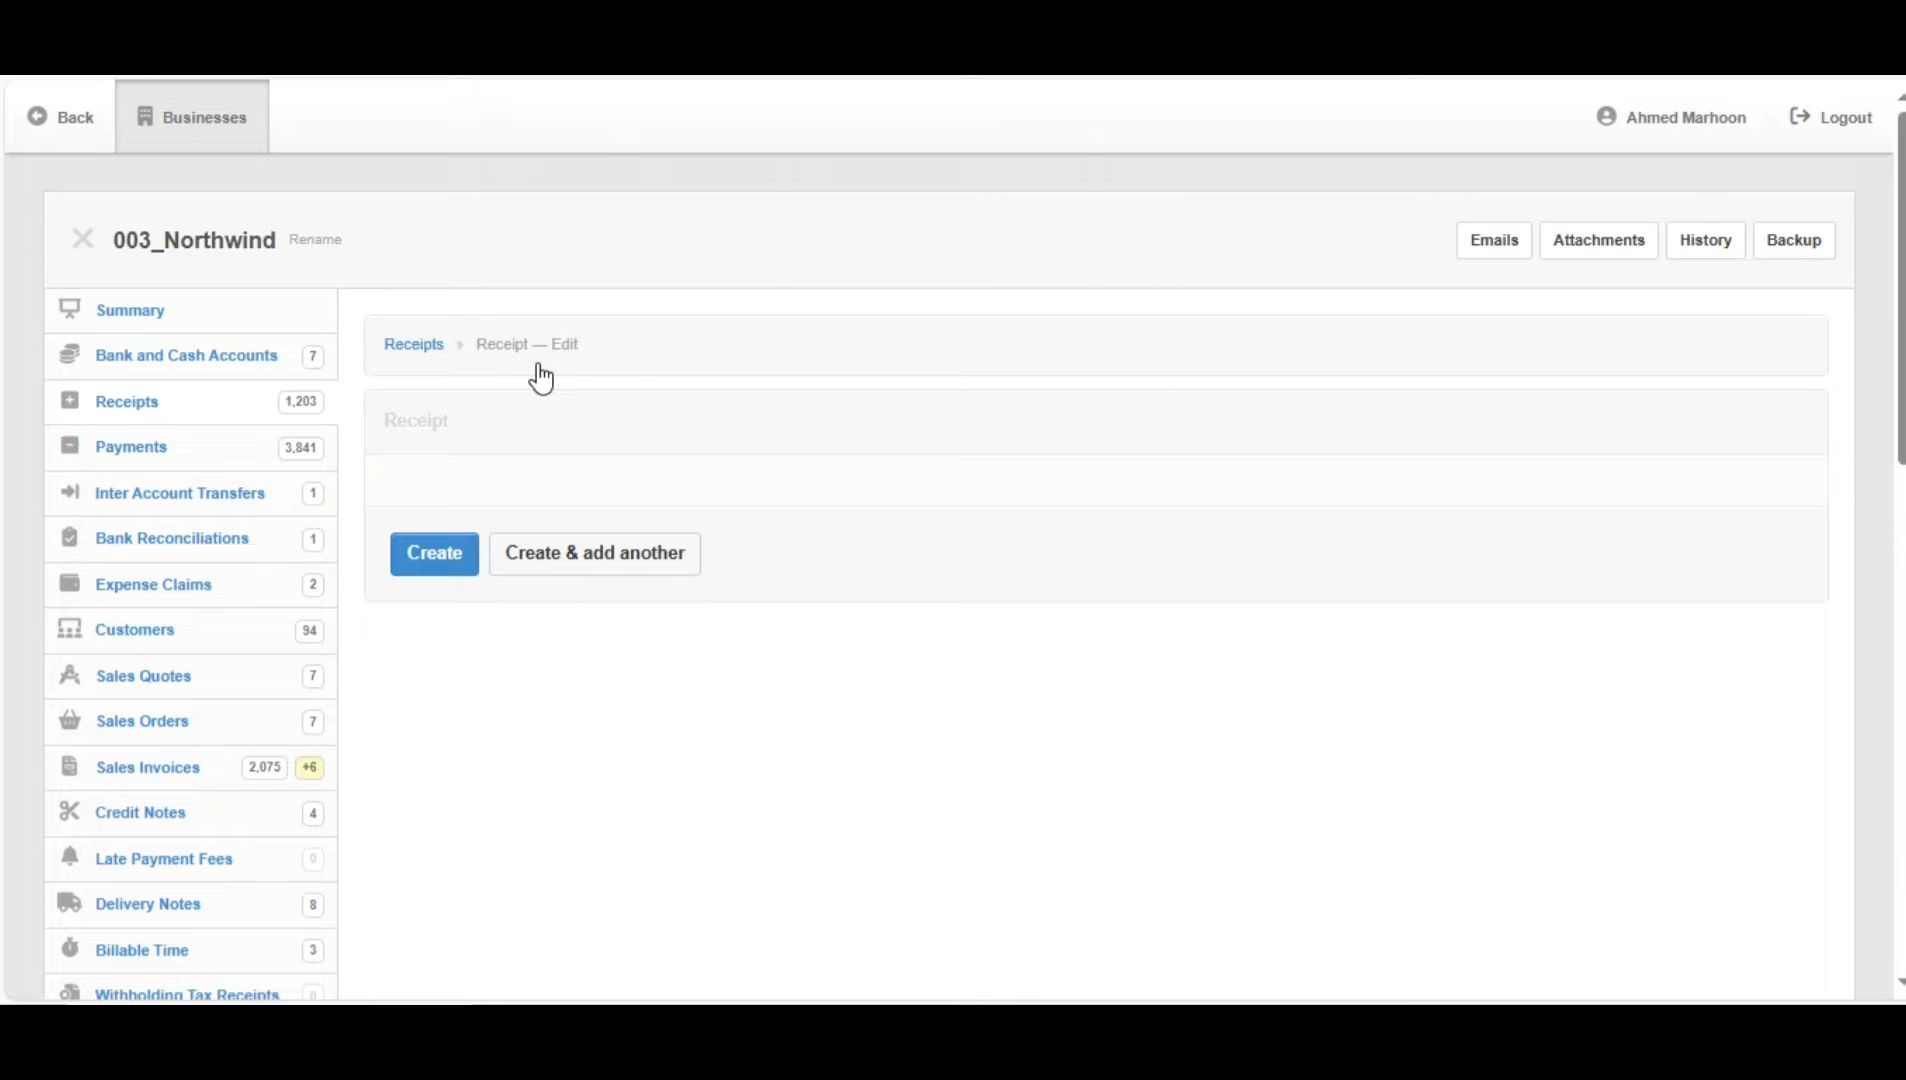 Back
Businesses
Ahmed Marhoon
Logout
003_Northwind Rename
Emails
Attachments
History
Backup
Summary
Bank and Cash Accounts 7
Receipts 1,203
Payments 3,841
Inter Account Transfers 1
Bank Reconciliations 1
Expense Claims 2
Customers 94
Sales Quotes 7
Sales Orders 7
Sales Invoices 2,075 +6
Credit Notes 4
Late Payment Fees 0
Delivery Notes 8
Billable Time 3
Withholding Tax Receipts 0
Receipts Receipt — Edit
Receipt
Create
Create & add another